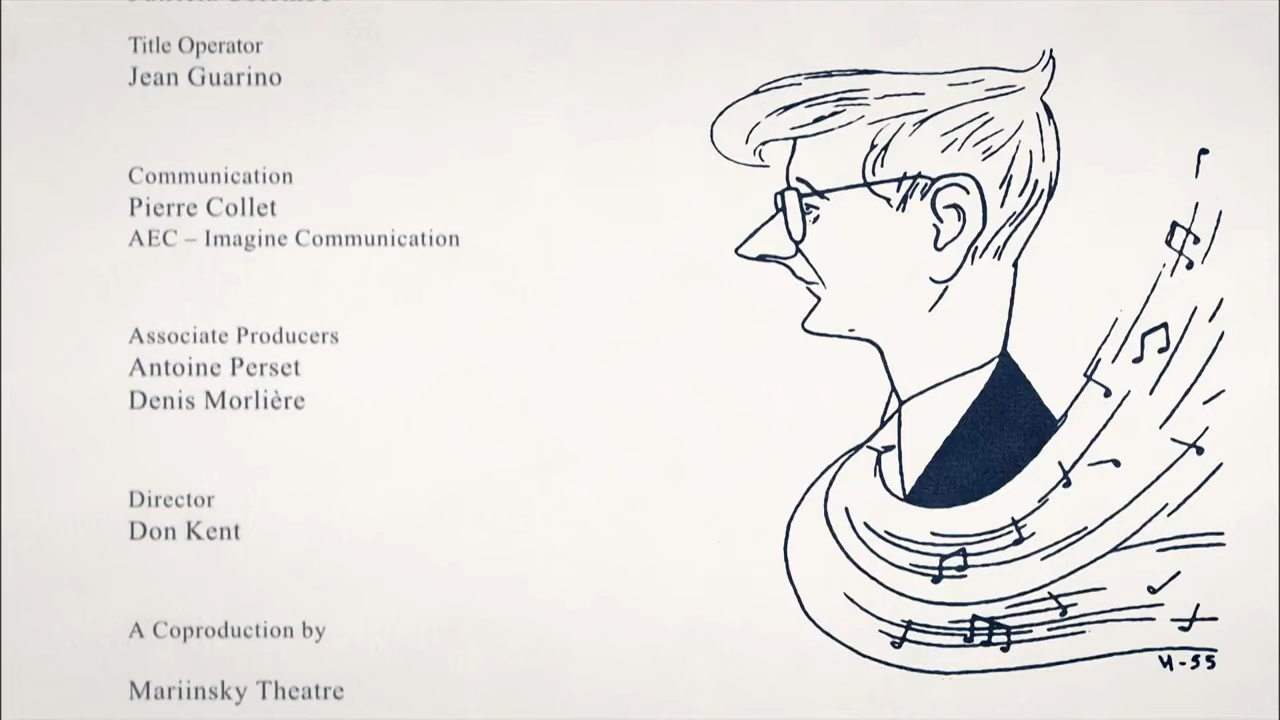 Title Operator
Jean Guarino
Communication
Pierre Collet
AEC – Imagine Communication
Associate Producers
Antoine Perset
Denis Morlière
Director
Don Kent
A Coproduction by
Mariinsky Theatre
И-55